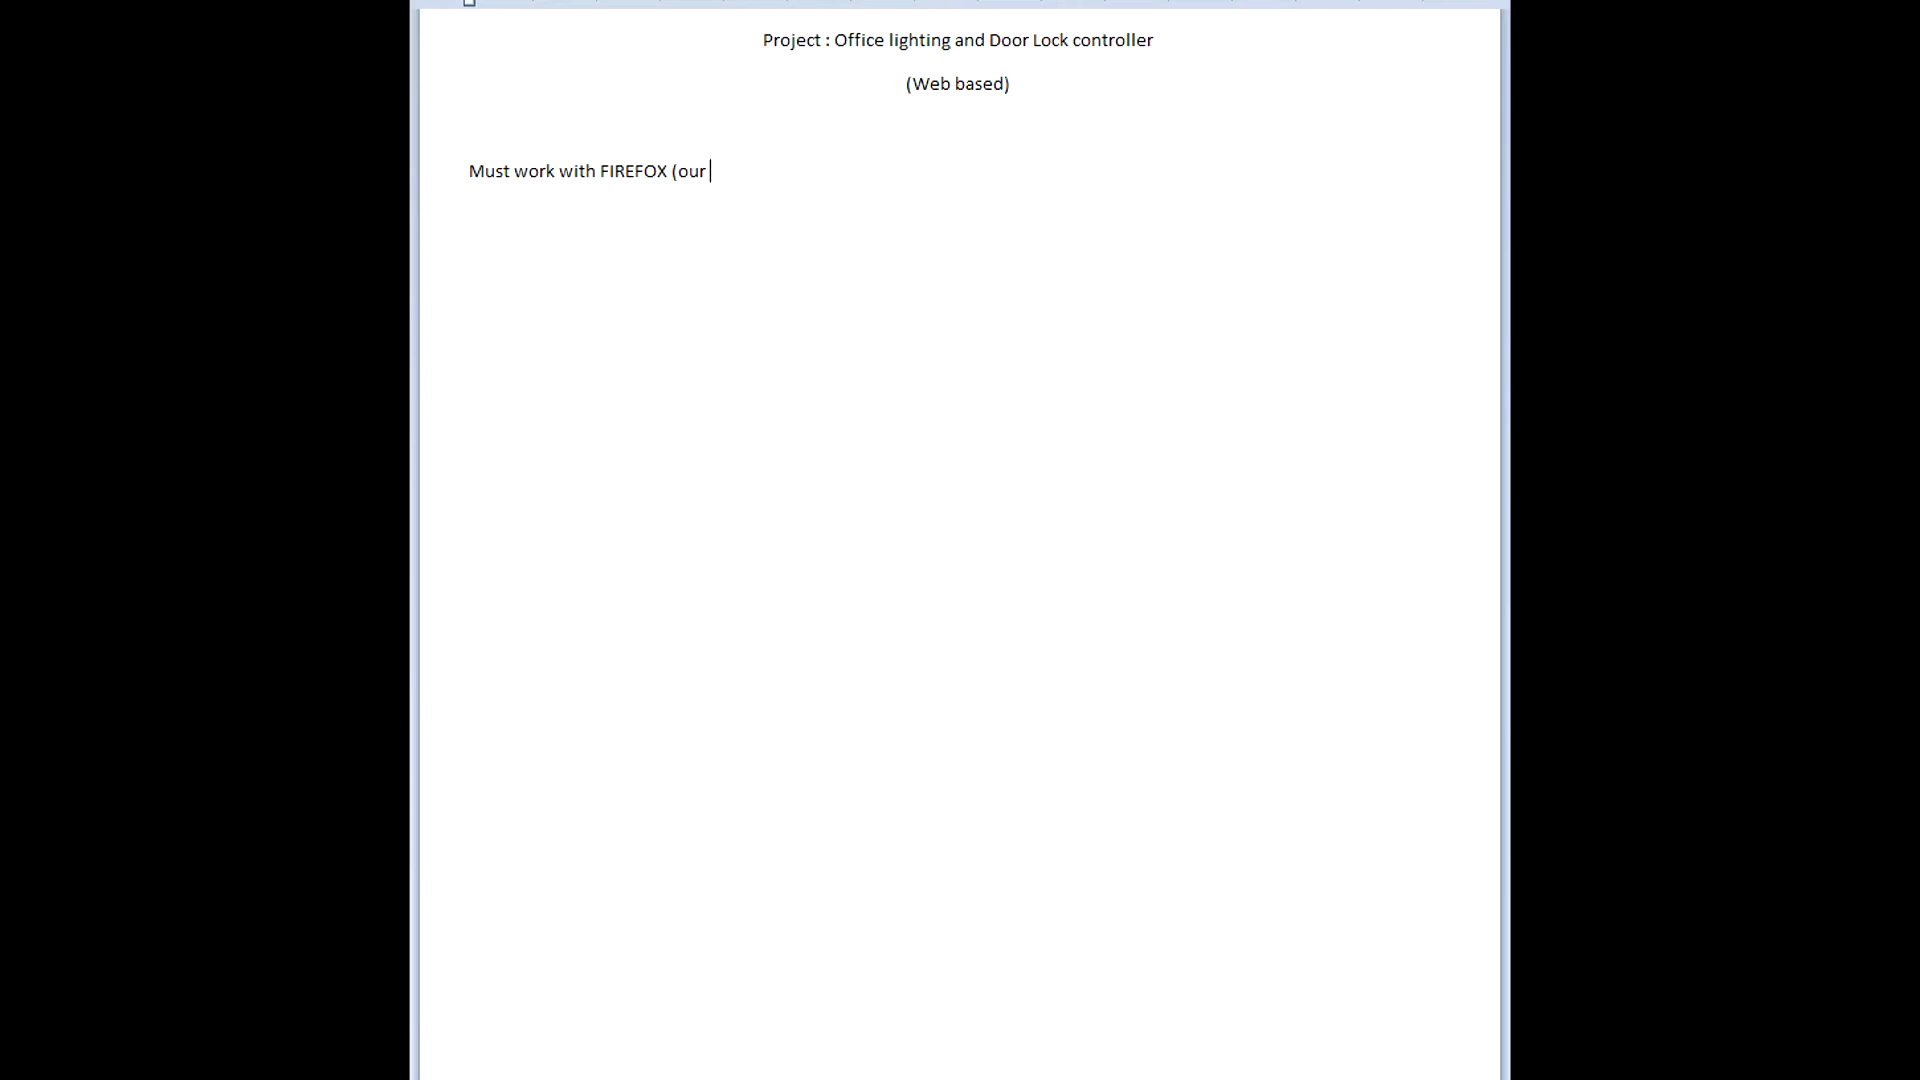 Project : Office lighting and Door Lock controller
(Web based)
Must work with FIREFOX (our